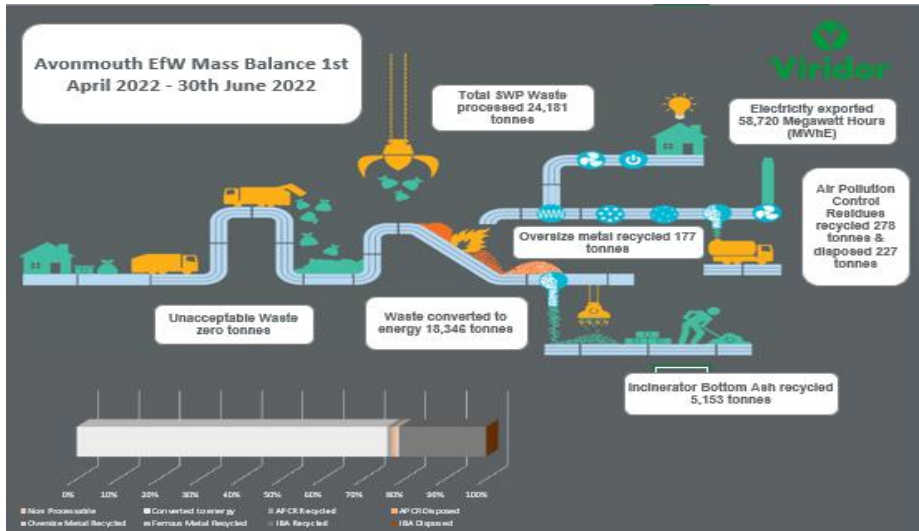 Avonmouth EfW Mass Balance 1st
April 2022 - 30th June 2022
Viridor
Total SWP Waste
processed 24,181
tonnes
Electricity exported
58,720 Megawatt Hours
(MWhE)
Air Pollution
Control
Residues
recycled 278
tonnes &
disposed 227
tonnes
Oversize metal recycled 177
tonnes
Unacceptable Waste
zero tonnes
Waste converted to
energy 18,346 tonnes
Incinerator Bottom Ash recycled
5,153 tonnes
0% 10% 20% 30% 40% 50% 60% 70% 80% 90% 100%
Non Processable Converted to energy APCR Recycled APCR Disposed
Oversize Metal Recycled Ferrous Metal Recycled IBA Recycled IBA Disposed